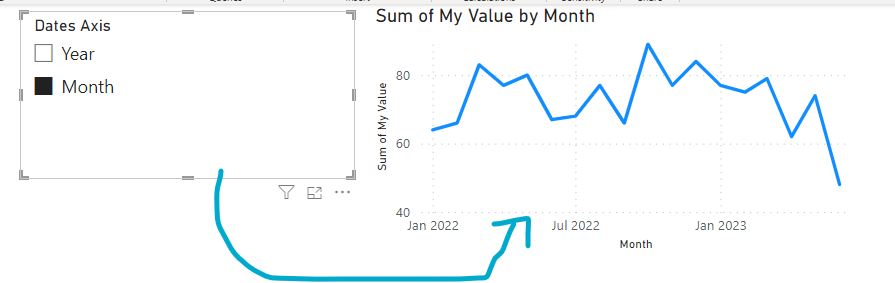 Dates Axis
Year
Month
Sum of My Value by Month
Sum of My Value
80
60
40
Jan 2022
Jul 2022
Jan 2023
Month